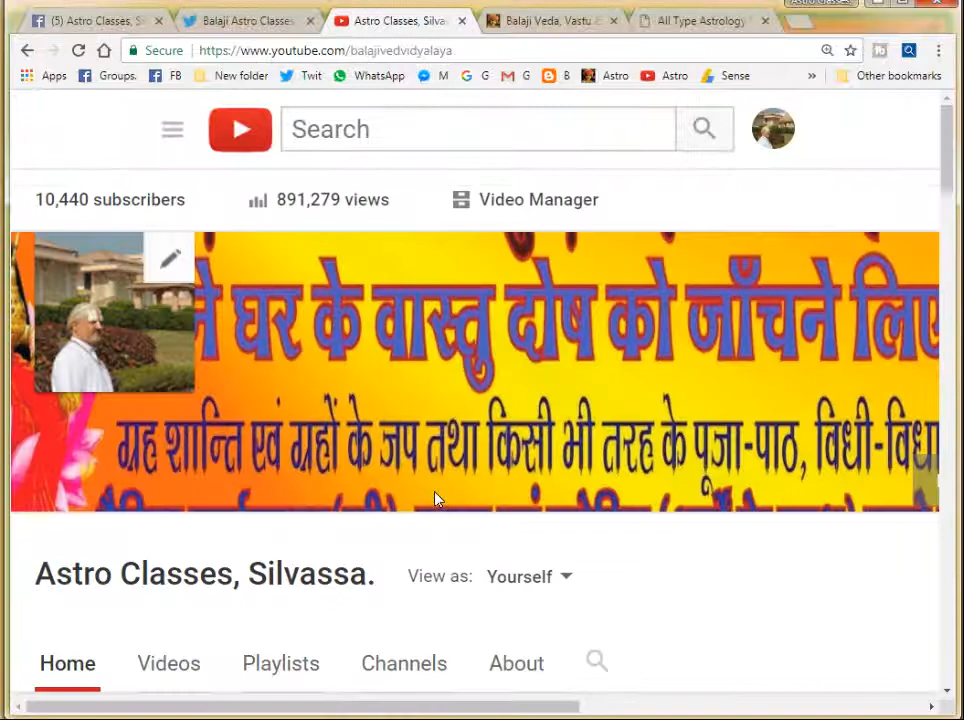 Astro Classes,
(5) Astro Classes, S
Balaji Astro Classes
Astro Classes, Silva
Balaji Veda, Vastu &
All Type Astrology
Secure https://www.youtube.com/balajivedvidyalaya
Apps Groups. FB New folder Twit WhatsApp M G G B Astro Astro Sense » Other bookmarks
Search
10,440 subscribers 891,279 views Video Manager
ने घर के वास्तु दोष को जाँचने लिए
ग्रह शान्ति एवं ग्रहों के जप तथा किसी भी तरह के पूजा-पाठ, विधी-विधा
Astro Classes, Silvassa. View as: Yourself
Home Videos Playlists Channels About